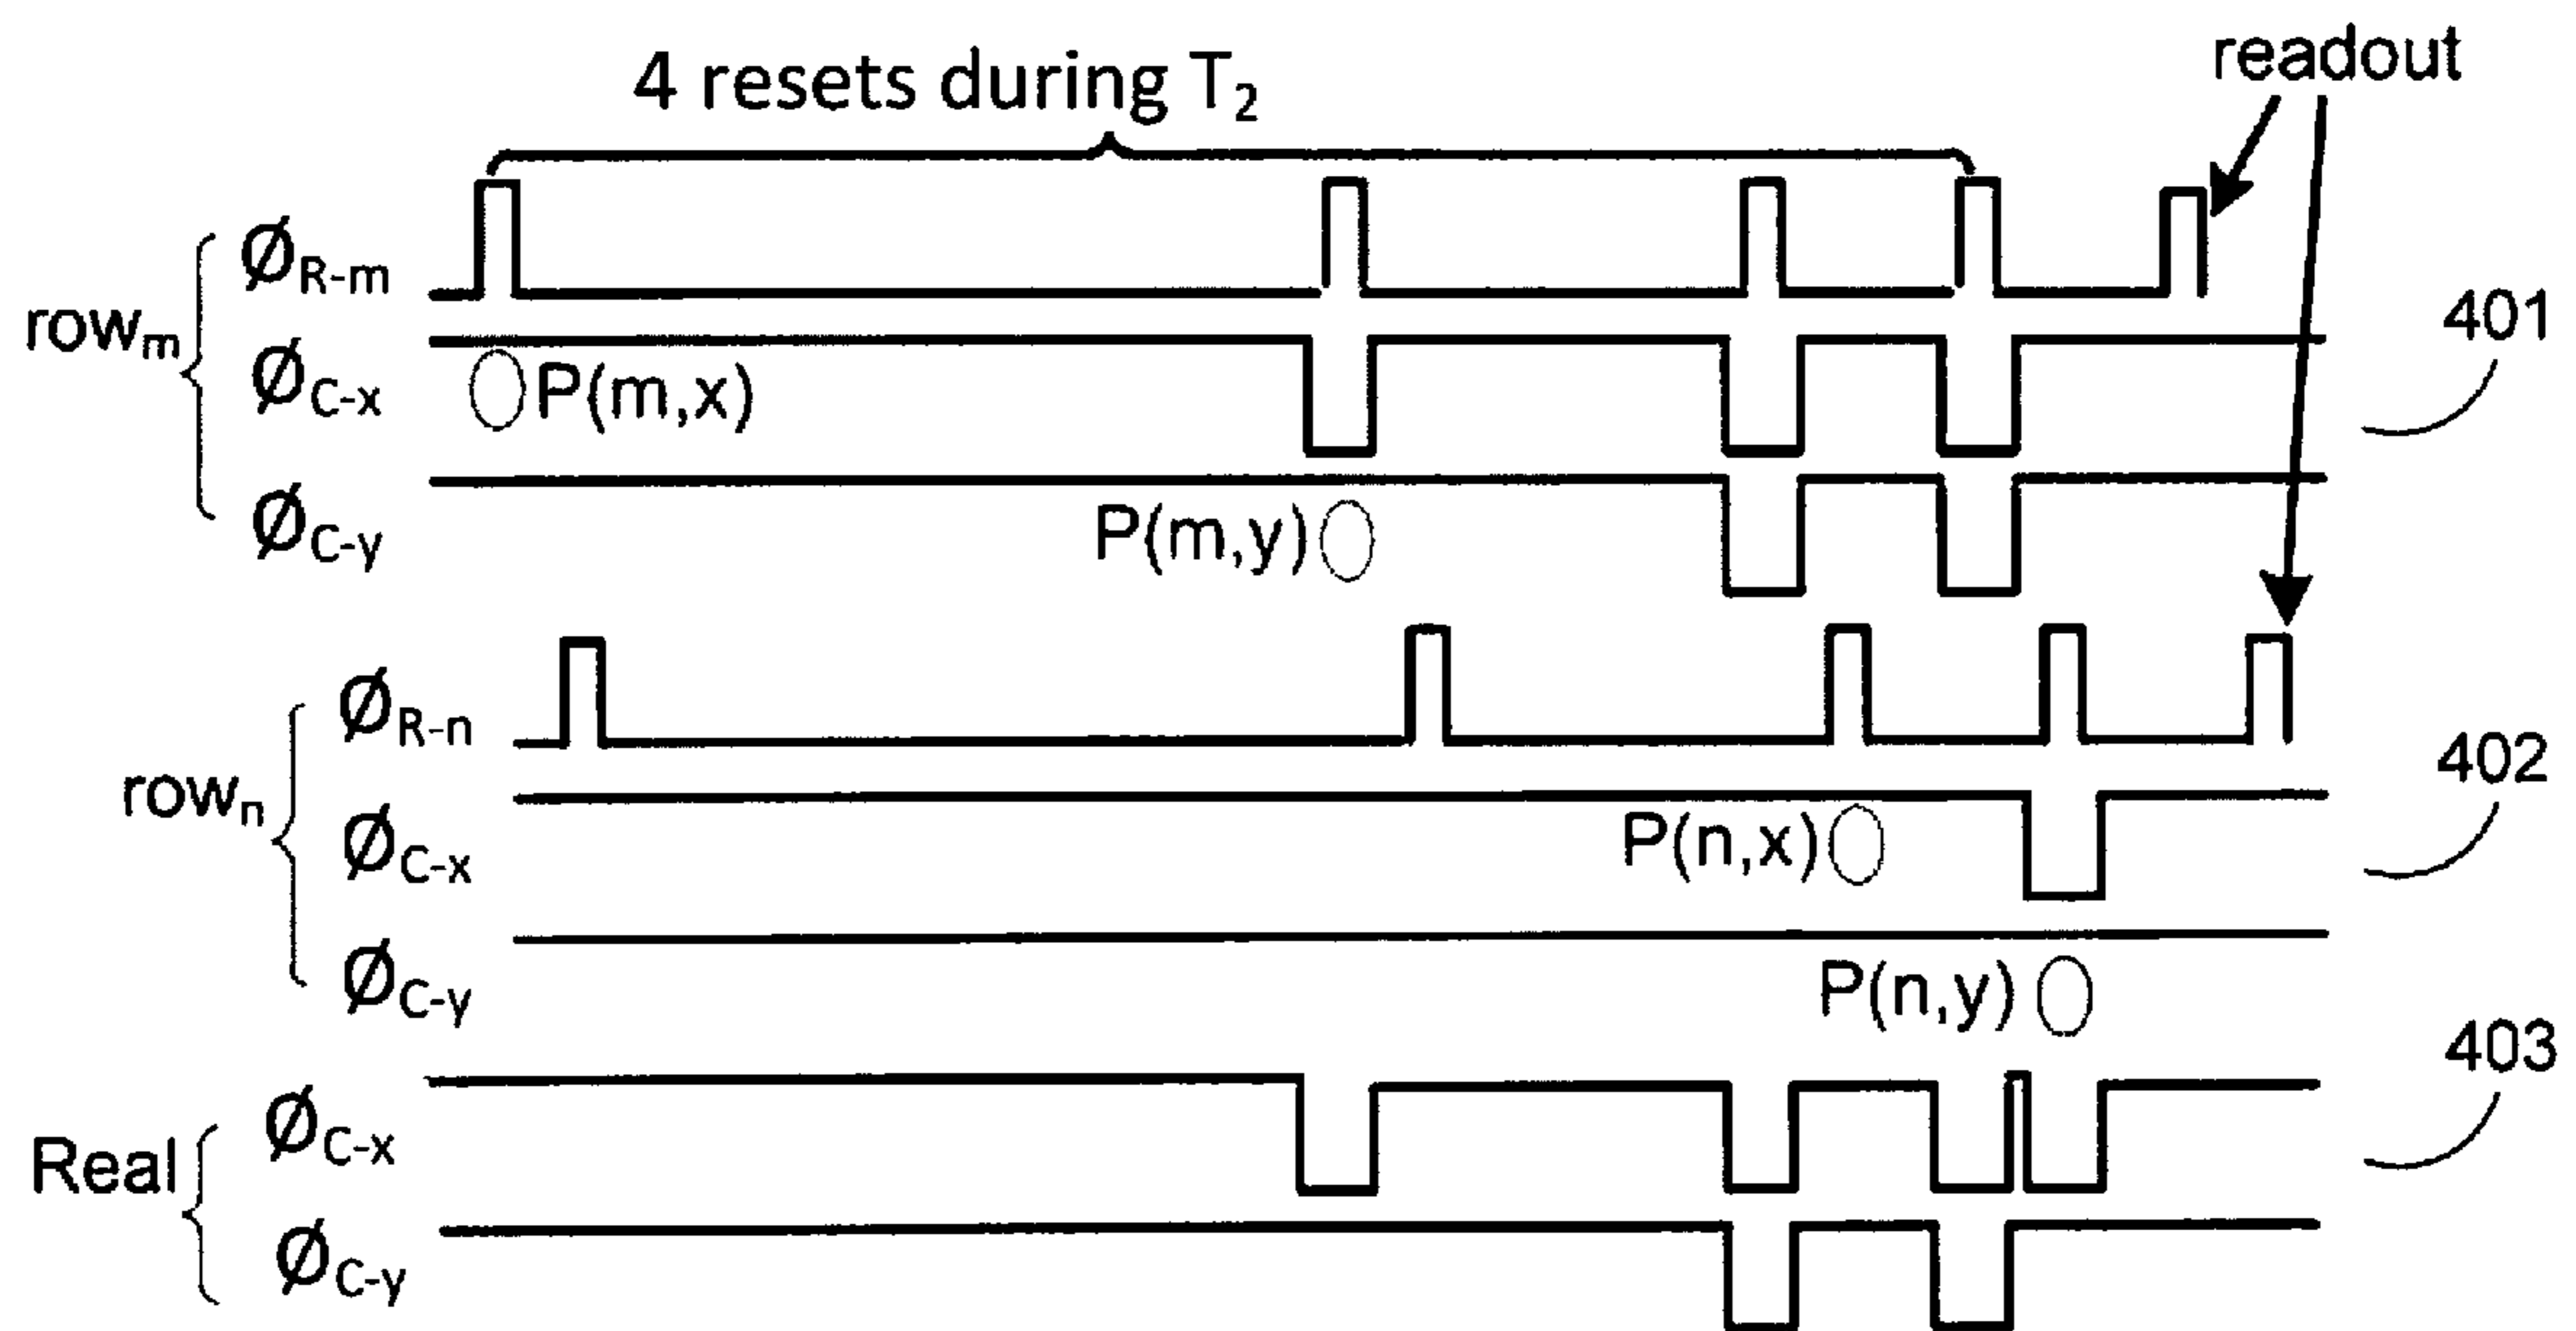 4 resets during T₂
readout
row_m
Ø_R-m
Ø_C-x
P(m,x)
Ø_C-y
P(m,y)
401
row_n
Ø_R-n
Ø_C-x
P(n,x)
Ø_C-y
P(n,y)
402
Real
Ø_C-x
Ø_C-y
403